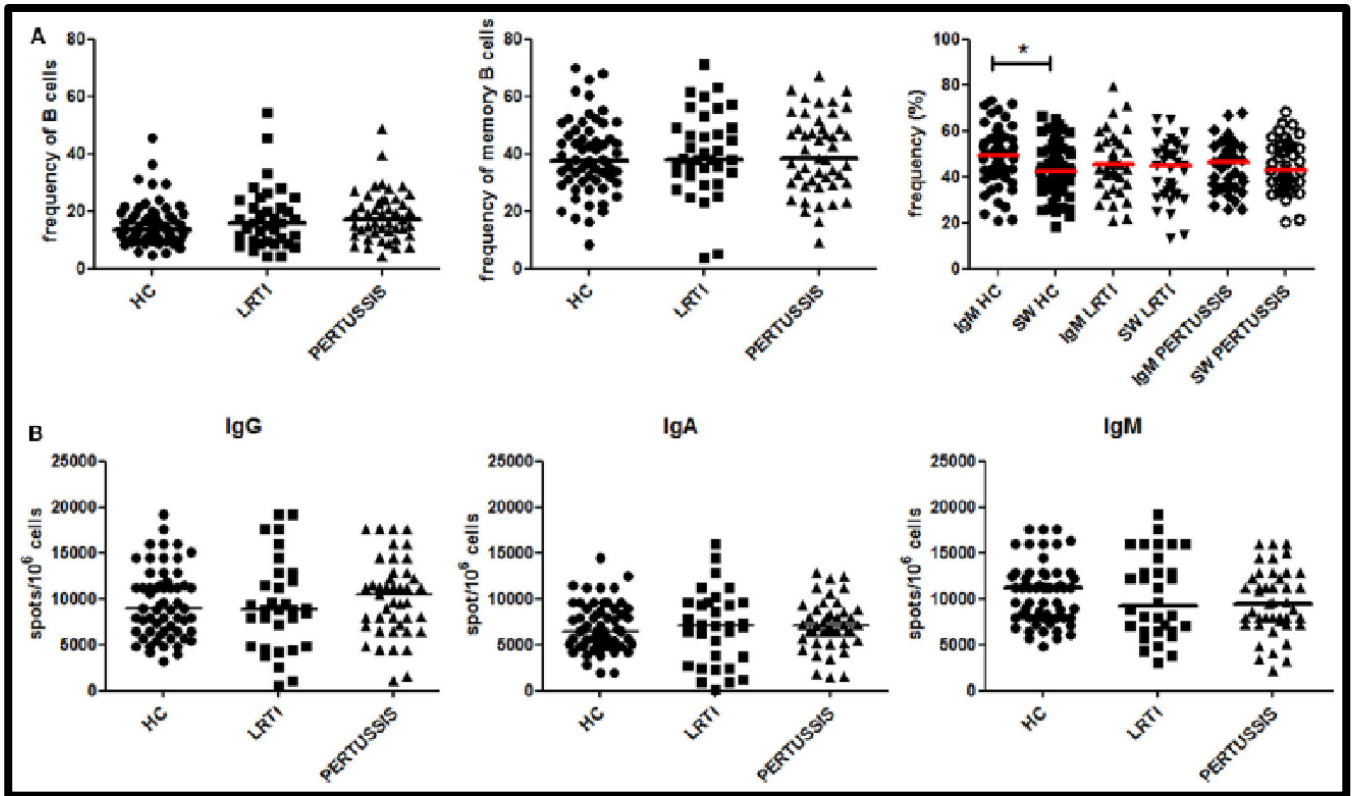 A
frequency of B cells
80
60
40
20
0
HC
LRTI
PERTUSSIS
frequency of memory B cells
80
60
40
20
0
HC
LRTI
PERTUSSIS
frequency (%)
100
80
60
40
20
0
*
IgM HC
SW HC
IgM LRTI
SW LRTI
IgM PERTUSSIS
SW PERTUSSIS
B
IgG
spots/10⁶ cells
25000
20000
15000
10000
5000
0
HC
LRTI
PERTUSSIS
IgA
spot/10⁶ cells
25000
20000
15000
10000
5000
0
HC
LRTI
PERTUSSIS
IgM
spots/10⁶ cells
25000
20000
15000
10000
5000
0
HC
LRTI
PERTUSSIS